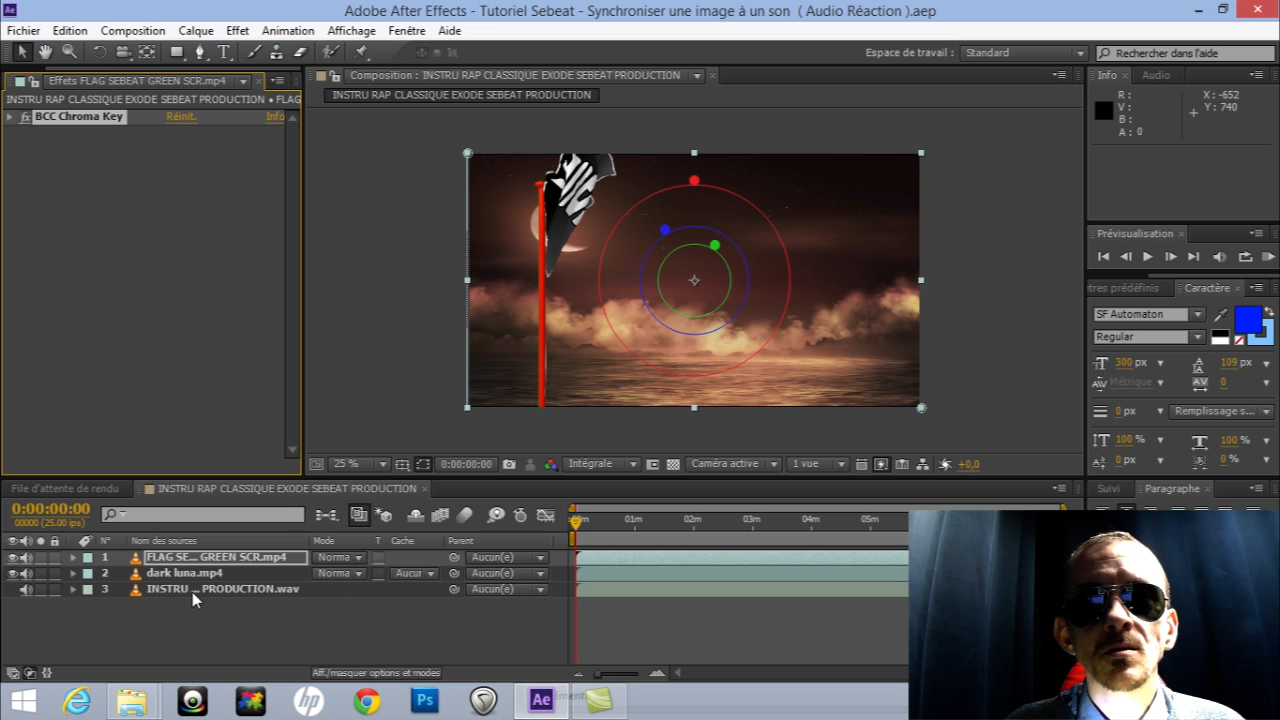 Adobe After Effects - Tutoriel Sebeat - Synchroniser une image à un son ( Audio Réaction ).aep
Fichier Edition Composition Calque Effet Animation Affichage Fenêtre Aide
Espace de travail : Standard
Rechercher dans l'aide
Effets FLAG SEBEAT GREEN SCR.mp4
INSTRU RAP CLASSIQUE EXODE SEBEAT PRODUCTION • FLAG
fx BCC Chroma Key Réinit. Info
Composition : INSTRU RAP CLASSIQUE EXODE SEBEAT PRODUCTION
INSTRU RAP CLASSIQUE EXODE SEBEAT PRODUCTION
Info Audio
R : X : -652
V : Y : 740
B :
A : 0
Prévisualisation
tres prédéfinis Caractère
SF Automaton
Regular
300 px 109 px
Métrique 0
0 px Remplissage s...
100 % 100 %
0 px 0 %
25 % 0:00:00:00 Intégrale Caméra active 1 vue +0,0
File d'attente de rendu INSTRU RAP CLASSIQUE EXODE SEBEAT PRODUCTION
Suivi Paragraphe
0:00:00:00
00000 (25.00 ips)
01m 02m 03m 04m 05m
N° Nom des sources Mode T Cache Parent
1 FLAG SE... GREEN SCR.mp4 Norma Aucun(e)
2 dark luna.mp4 Norma Aucur Aucun(e)
3 INSTRU ... PRODUCTION.wav Aucun(e)
Aff./masquer options et modes
Ps Ae